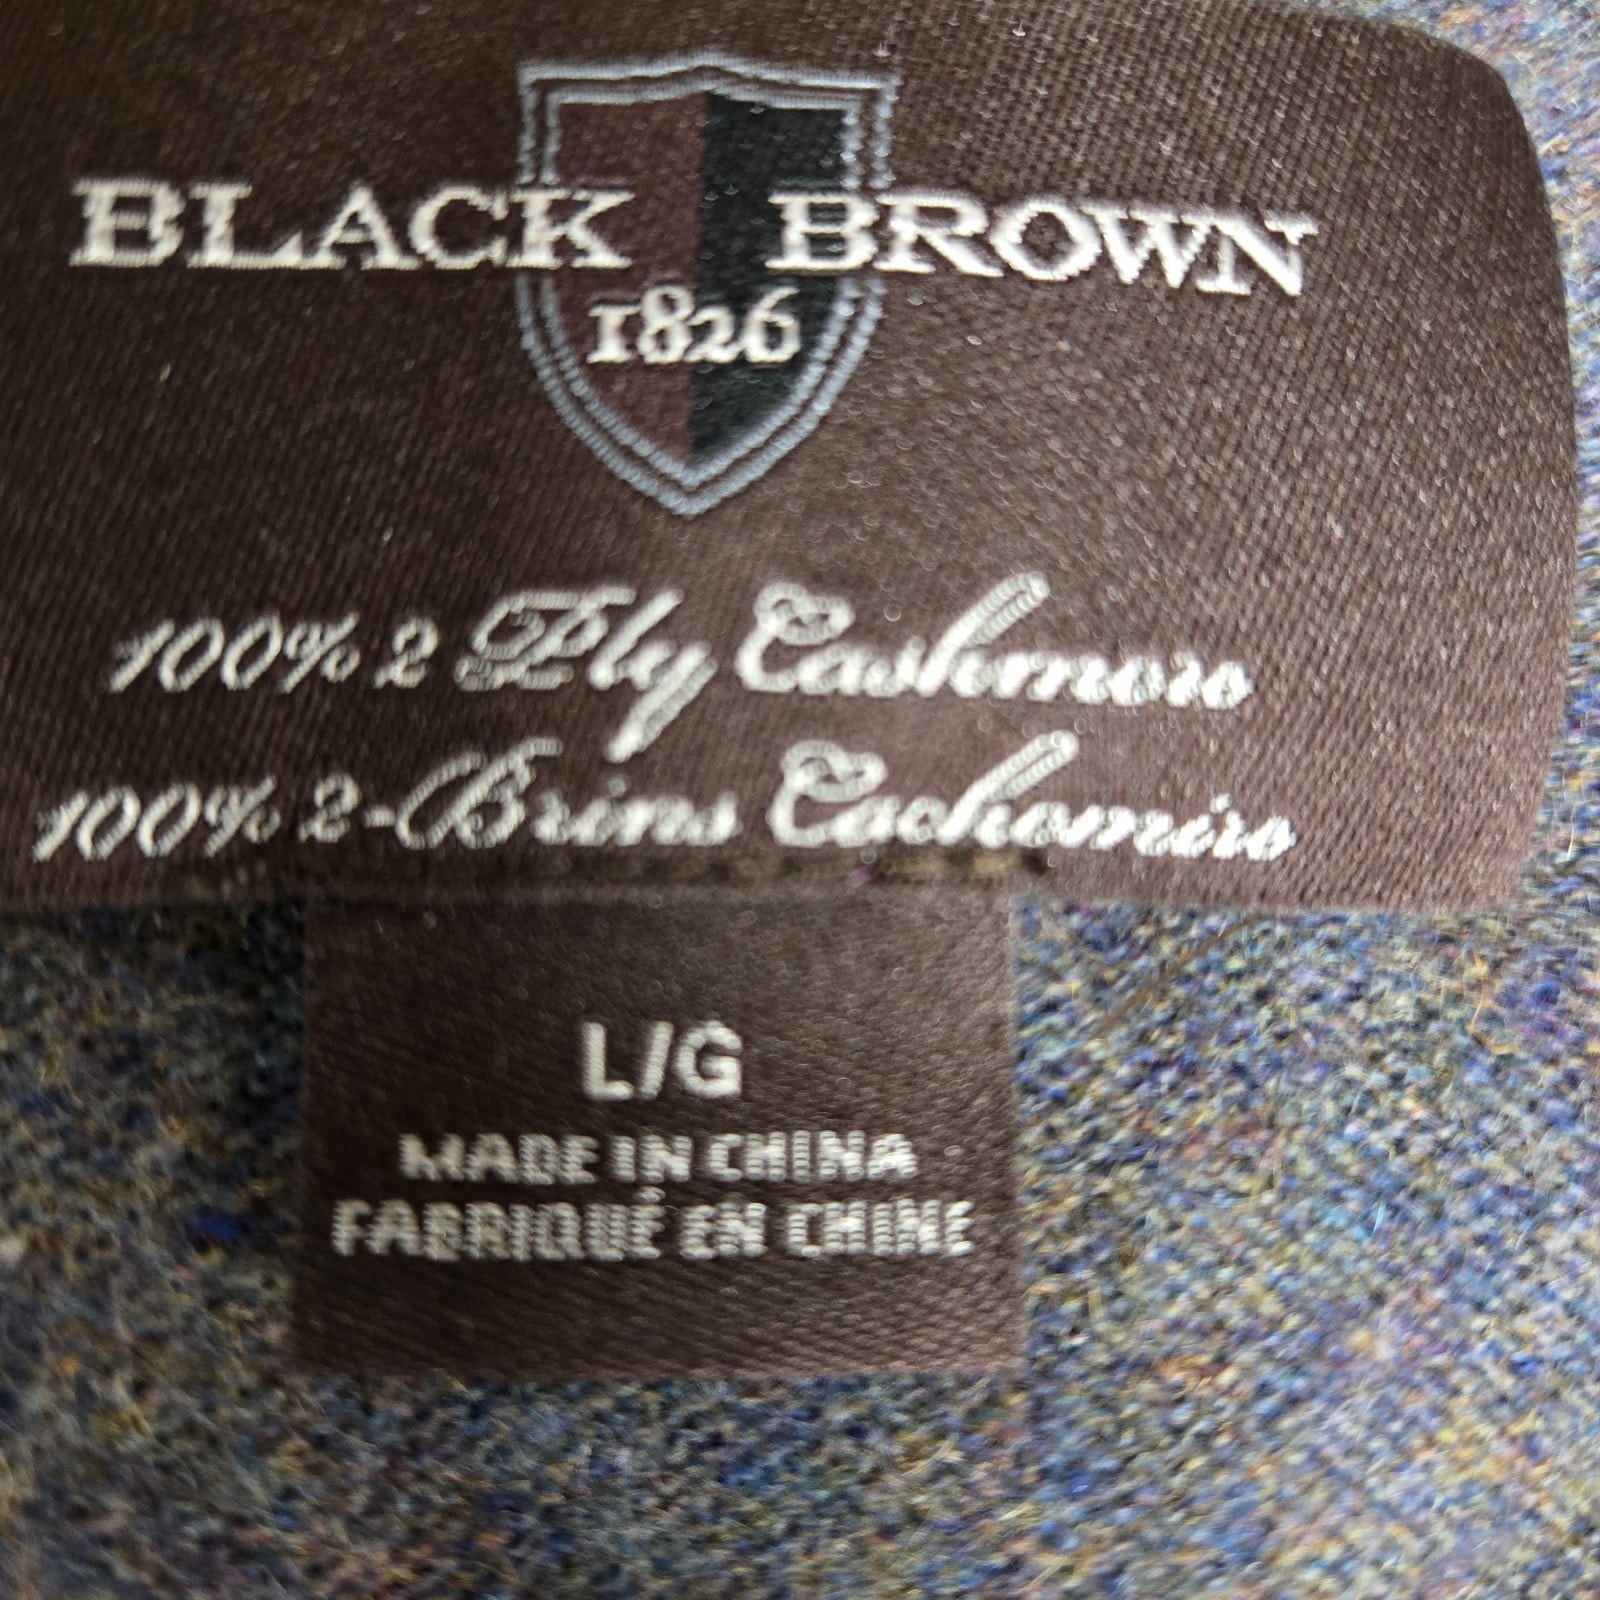 BLACK BROWN
1826
100% 2 Ply Cashmere
100% 2-Brins Cachemire
L/G
MADE IN CHINA
FABRIQUÉ EN CHINE